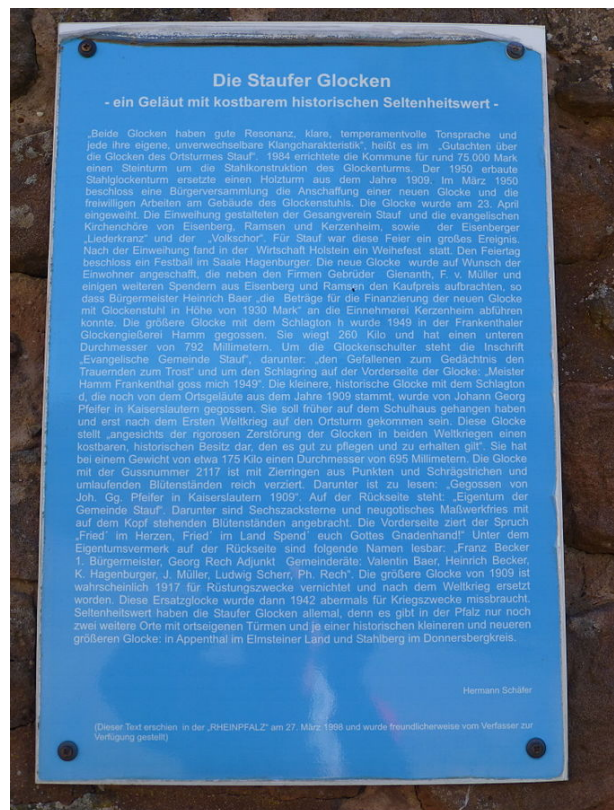 Die Staufer Glocken
- ein Geläut mit kostbarem historischen Seltenheitswert -
„Beide Glocken haben gute Resonanz, klare, temperamentvolle Tonsprache und
jede ihre eigene, unverwechselbare Klangcharakteristik", heißt es im „Gutachten über
die Glocken des Ortsturmes Stauf". 1984 errichtete die Kommune für rund 75.000 Mark
einen Steinturm um die Stahlkonstruktion des Glockenturms. Der 1950 erbaute
Stahlglockenturm ersetzte einen Holzturm aus dem Jahre 1909. Im März 1950
beschloss eine Bürgerversammlung die Anschaffung einer neuen Glocke und die
freiwilligen Arbeiten am Gebäude des Glockenstuhls. Die Glocke wurde am 23. April
eingeweiht. Die Einweihung gestalteten der Gesangverein Stauf und die evangelischen
Kirchenchöre von Eisenberg, Ramsen und Kerzenheim, sowie der Eisenberger
„Liederkranz" und der „Volkschor". Für Stauf war diese Feier ein großes Ereignis.
Nach der Einweihung fand in der Wirtschaft Holstein ein Weihefest statt. Den Feiertag
beschloss ein Festball im Saale Hagenburger. Die neue Glocke wurde auf Wunsch der
Einwohner angeschafft, die neben den Firmen Gebrüder Gienanth, F. v. Müller und
einigen weiteren Spendern aus Eisenberg und Ramsen den Kaufpreis aufbrachten, so
dass Bürgermeister Heinrich Baer „die Beträge für die Finanzierung der neuen Glocke
mit Glockenstuhl in Höhe von 1930 Mark" an die Einnehmerei Kerzenheim abführen
konnte. Die größere Glocke mit dem Schlagton h wurde 1949 in der Frankenthaler
Glockengießerei Hamm gegossen. Sie wiegt 260 Kilo und hat einen unteren
Durchmesser von 792 Millimetern. Um die Glockenschulter steht die Inschrift
„Evangelische Gemeinde Stauf", darunter: „den Gefallenen zum Gedächtnis den
Trauernden zum Trost" und um den Schlagring auf der Vorderseite der Glocke: „Meister
Hamm Frankenthal goss mich 1949". Die kleinere, historische Glocke mit dem Schlagton
d, die noch von dem Ortsgeläute aus dem Jahre 1909 stammt, wurde von Johann Georg
Pfeifer in Kaiserslautern gegossen. Sie soll früher auf dem Schulhaus gehangen haben
und erst nach dem Ersten Weltkrieg auf den Ortsturm gekommen sein. Diese Glocke
stellt „angesichts der rigorosen Zerstörung der Glocken in beiden Weltkriegen einen
kostbaren, historischen Besitz dar, den es gut zu pflegen und zu erhalten gilt". Sie hat
bei einem Gewicht von etwa 175 Kilo einen Durchmesser von 695 Millimetern. Die Glocke
mit der Gussnummer 2117 ist mit Zierringen aus Punkten und Schrägstrichen und
umlaufenden Blütenständen reich verziert. Darunter ist zu lesen: „Gegossen von
Joh. Gg. Pfeifer in Kaiserslautern 1909". Auf der Rückseite steht: „Eigentum der
Gemeinde Stauf". Darunter sind Sechszacksterne und neugotisches Maßwerkfries mit
auf dem Kopf stehenden Blütenständen angebracht. Die Vorderseite ziert der Spruch
„Fried´ im Herzen, Fried´ im Land Spend´ euch Gottes Gnadenhand!" Unter dem
Eigentumsvermerk auf der Rückseite sind folgende Namen lesbar: „Franz Becker
1. Bürgermeister, Georg Rech Adjunkt Gemeinderäte: Valentin Baer, Heinrich Becker,
K. Hagenburger, J. Müller, Ludwig Scherr, Ph. Rech". Die größere Glocke von 1909 ist
wahrscheinlich 1917 für Rüstungszwecke vernichtet und nach dem Weltkrieg ersetzt
worden. Diese Ersatzglocke wurde dann 1942 abermals für Kriegszwecke missbraucht.
Seltenheitswert haben die Staufer Glocken allemal, denn es gibt in der Pfalz nur noch
zwei weitere Orte mit ortseigenen Türmen und je einer historischen kleineren und neueren
größeren Glocke: in Appenthal im Elmsteiner Land und Stahlberg im Donnersbergkreis.
Hermann Schäfer
(Dieser Text erschien in der „RHEINPFALZ" am 27. März 1998 und wurde freundlicherweise vom Verfasser zur
Verfügung gestellt)